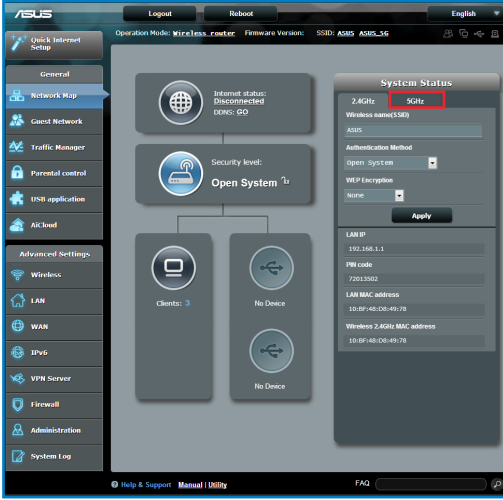 ASUS
Logout
Reboot
English
Quick Internet
Setup
Operation Mode: Wireless router Firmware Version: SSID: ASUS ASUS_5G
General
Network Map
Guest Network
Traffic Manager
Parental control
USB application
AiCloud
Advanced Settings
Wireless
LAN
WAN
IPv6
VPN Server
Firewall
Administration
System Log
Internet status:
Disconnected
DDNS: GO
Security level:
Open System
Clients: 3
No Device
No Device
System Status
2.4GHz
5GHz
Wireless name(SSID)
ASUS
Authentication Method
Open System
WEP Encryption
None
Apply
LAN IP
192.168.1.1
PIN code
72013502
LAN MAC address
10:BF:48:D8:49:78
Wireless 2.4GHz MAC address
10:BF:48:D8:49:78
Help & Support Manual | Utility
FAQ